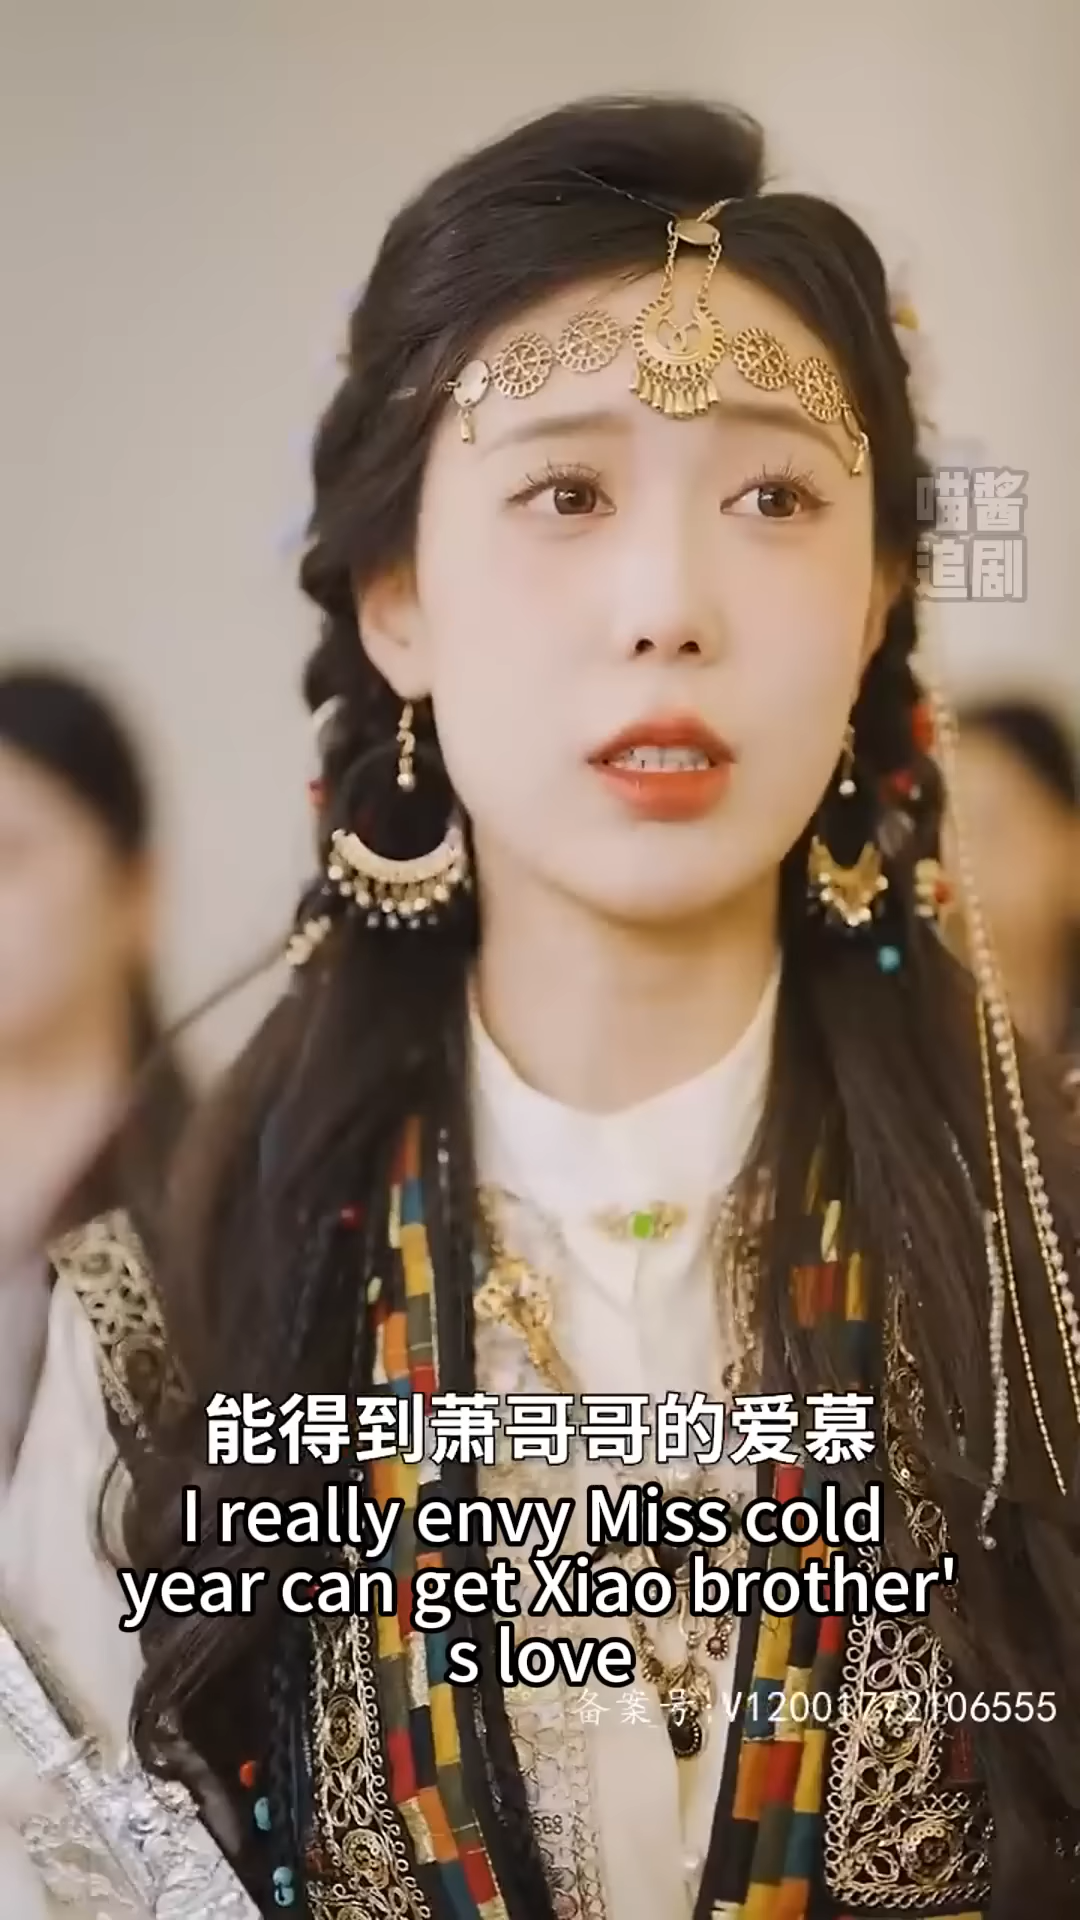 喵酱
追剧
能得到萧哥哥的爱慕
I really envy Miss cold
year can get Xiao brother'
s love
备案号:V12001772106555